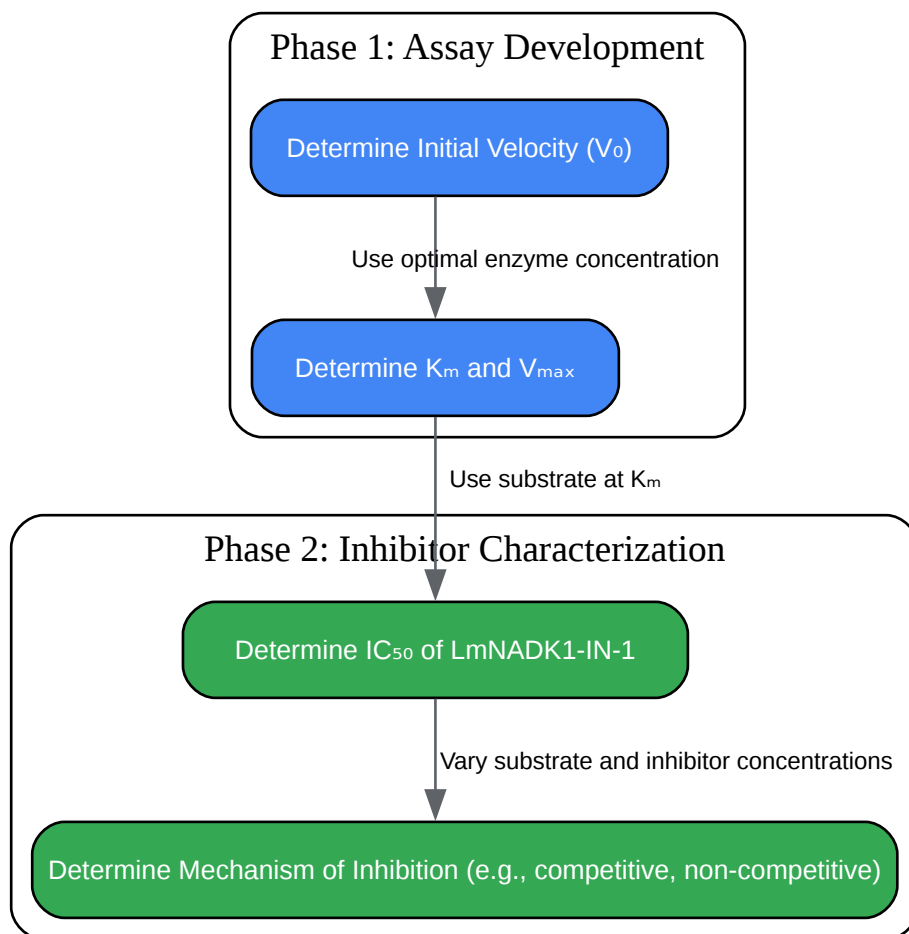 Phase 1: Assay Development
Determine Initial Velocity (V₀)
Use optimal enzyme concentration
Determine Kₘ and Vₘₐₓ
Use substrate at Kₘ
Phase 2: Inhibitor Characterization
Determine IC₅₀ of LmNADK1-IN-1
Vary substrate and inhibitor concentrations
Determine Mechanism of Inhibition (e.g., competitive, non-competitive)